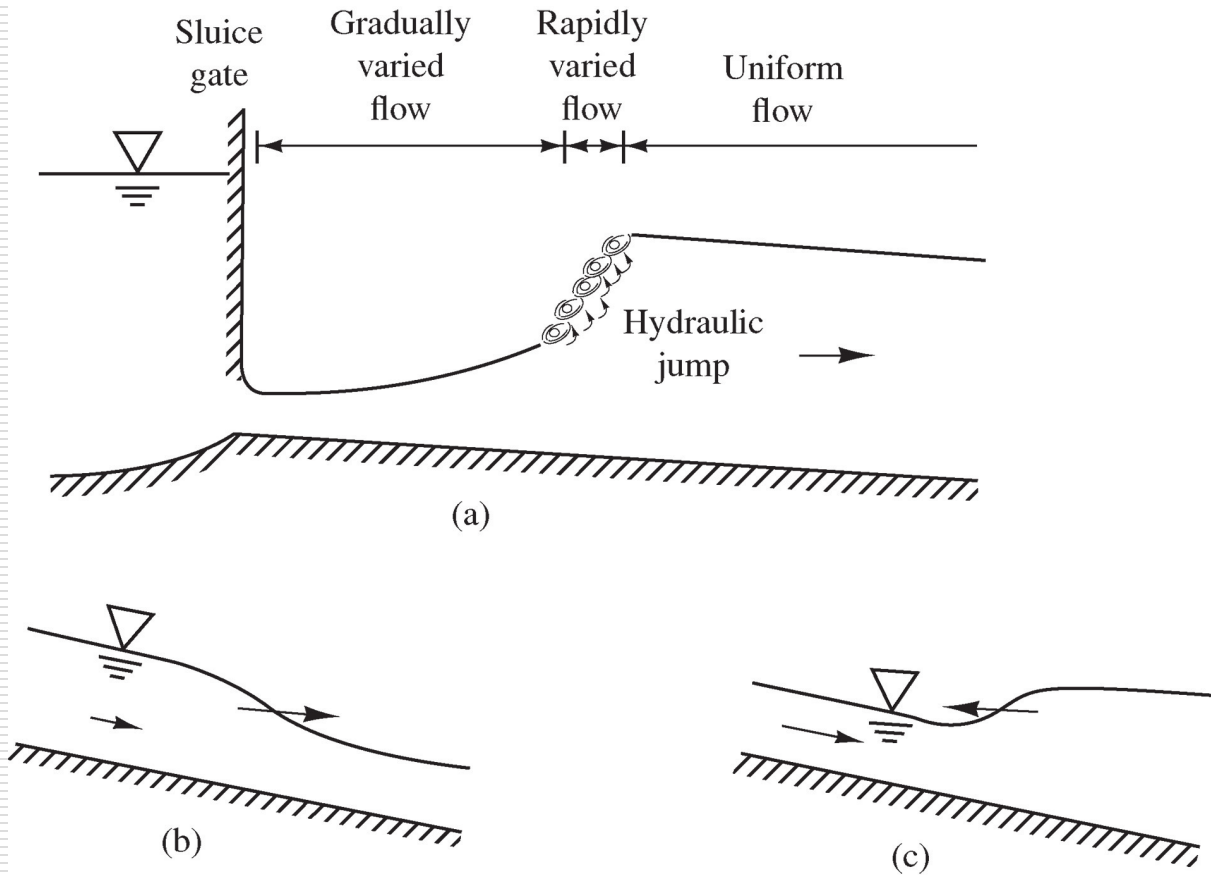 Sluice
gate
Gradually
varied
flow
Rapidly
varied
flow
Uniform
flow
Hydraulic
jump
(a)
(b)
(c)